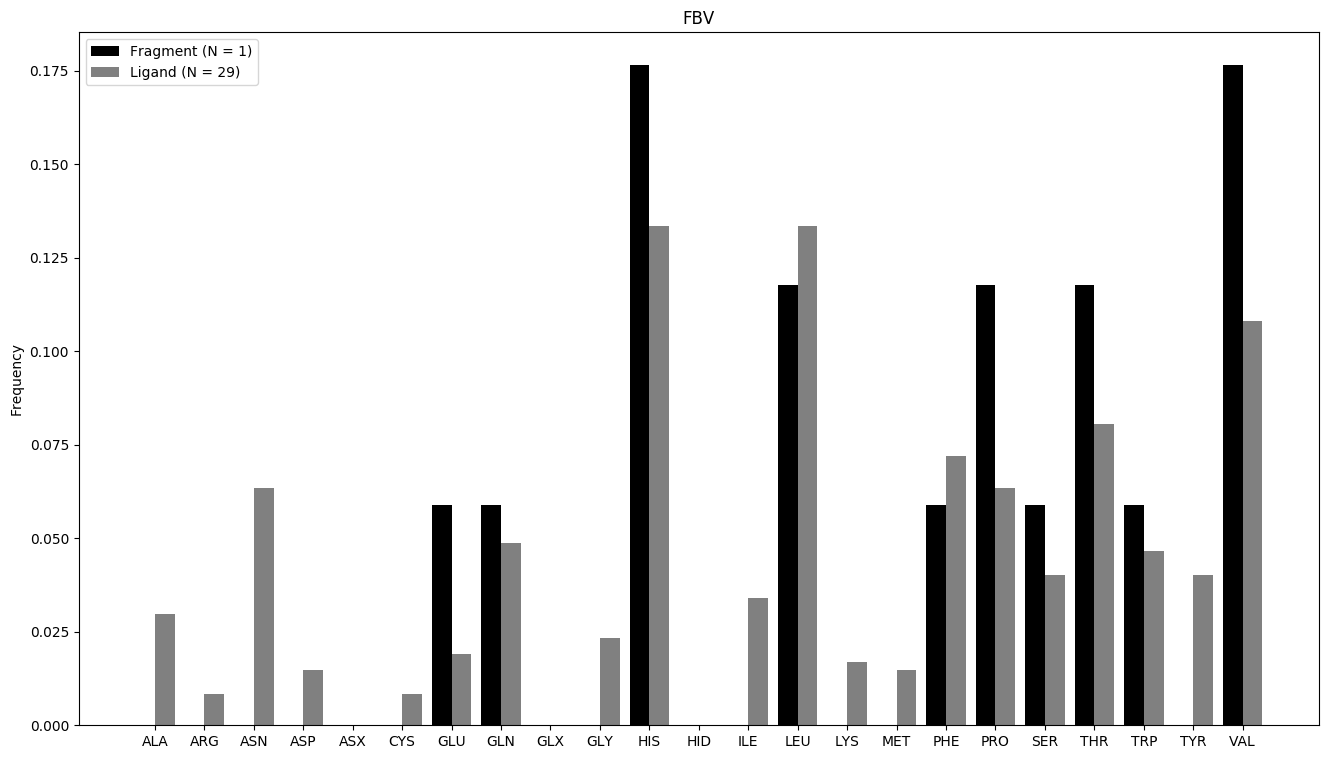 FBV
Fragment (N = 1)
Ligand (N = 29)
Frequency
0.175
0.150
0.125
0.100
0.075
0.050
0.025
0.000
ALA ARG ASN ASP ASX CYS GLU GLN GLX GLY HIS HID ILE LEU LYS MET PHE PRO SER THR TRP TYR VAL